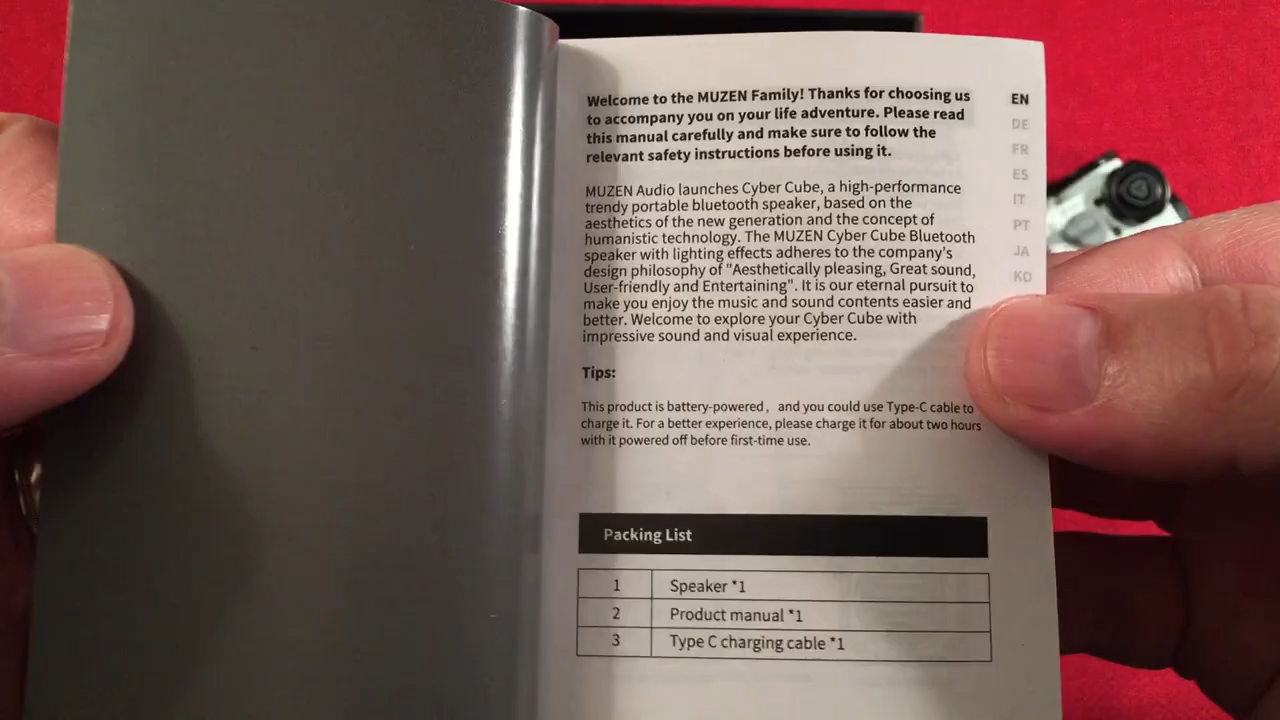 Welcome to the MUZEN Family! Thanks for choosing us
to accompany you on your life adventure. Please read
this manual carefully and make sure to follow the
relevant safety instructions before using it.
MUZEN Audio launches Cyber Cube, a high-performance
trendy portable bluetooth speaker, based on the
aesthetics of the new generation and the concept of
humanistic technology. The MUZEN Cyber Cube Bluetooth
speaker with lighting effects adheres to the company's
design philosophy of "Aesthetically pleasing, Great sound,
User-friendly and Entertaining". It is our eternal pursuit to
make you enjoy the music and sound contents easier and
better. Welcome to explore your Cyber Cube with
impressive sound and visual experience.
Tips:
This product is battery-powered， and you could use Type-C cable to
charge it. For a better experience, please charge it for about two hours
with it powered off before first-time use.
Packing List
1 Speaker *1
2 Product manual *1
3 Type C charging cable *1
EN
DE
FR
ES
IT
PT
JA
KO